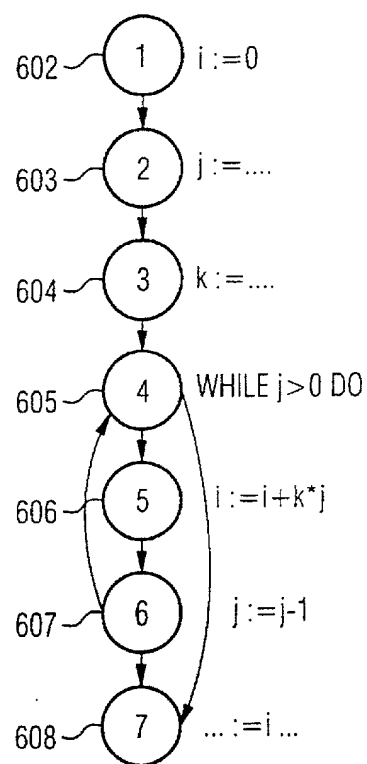 602 1 i:=0
603 2 j:=....
604 3 k:=....
605 4 WHILE j>0 DO
606 5 i:=i+k*j
607 6 j:=j-1
608 7 ... :=i ...